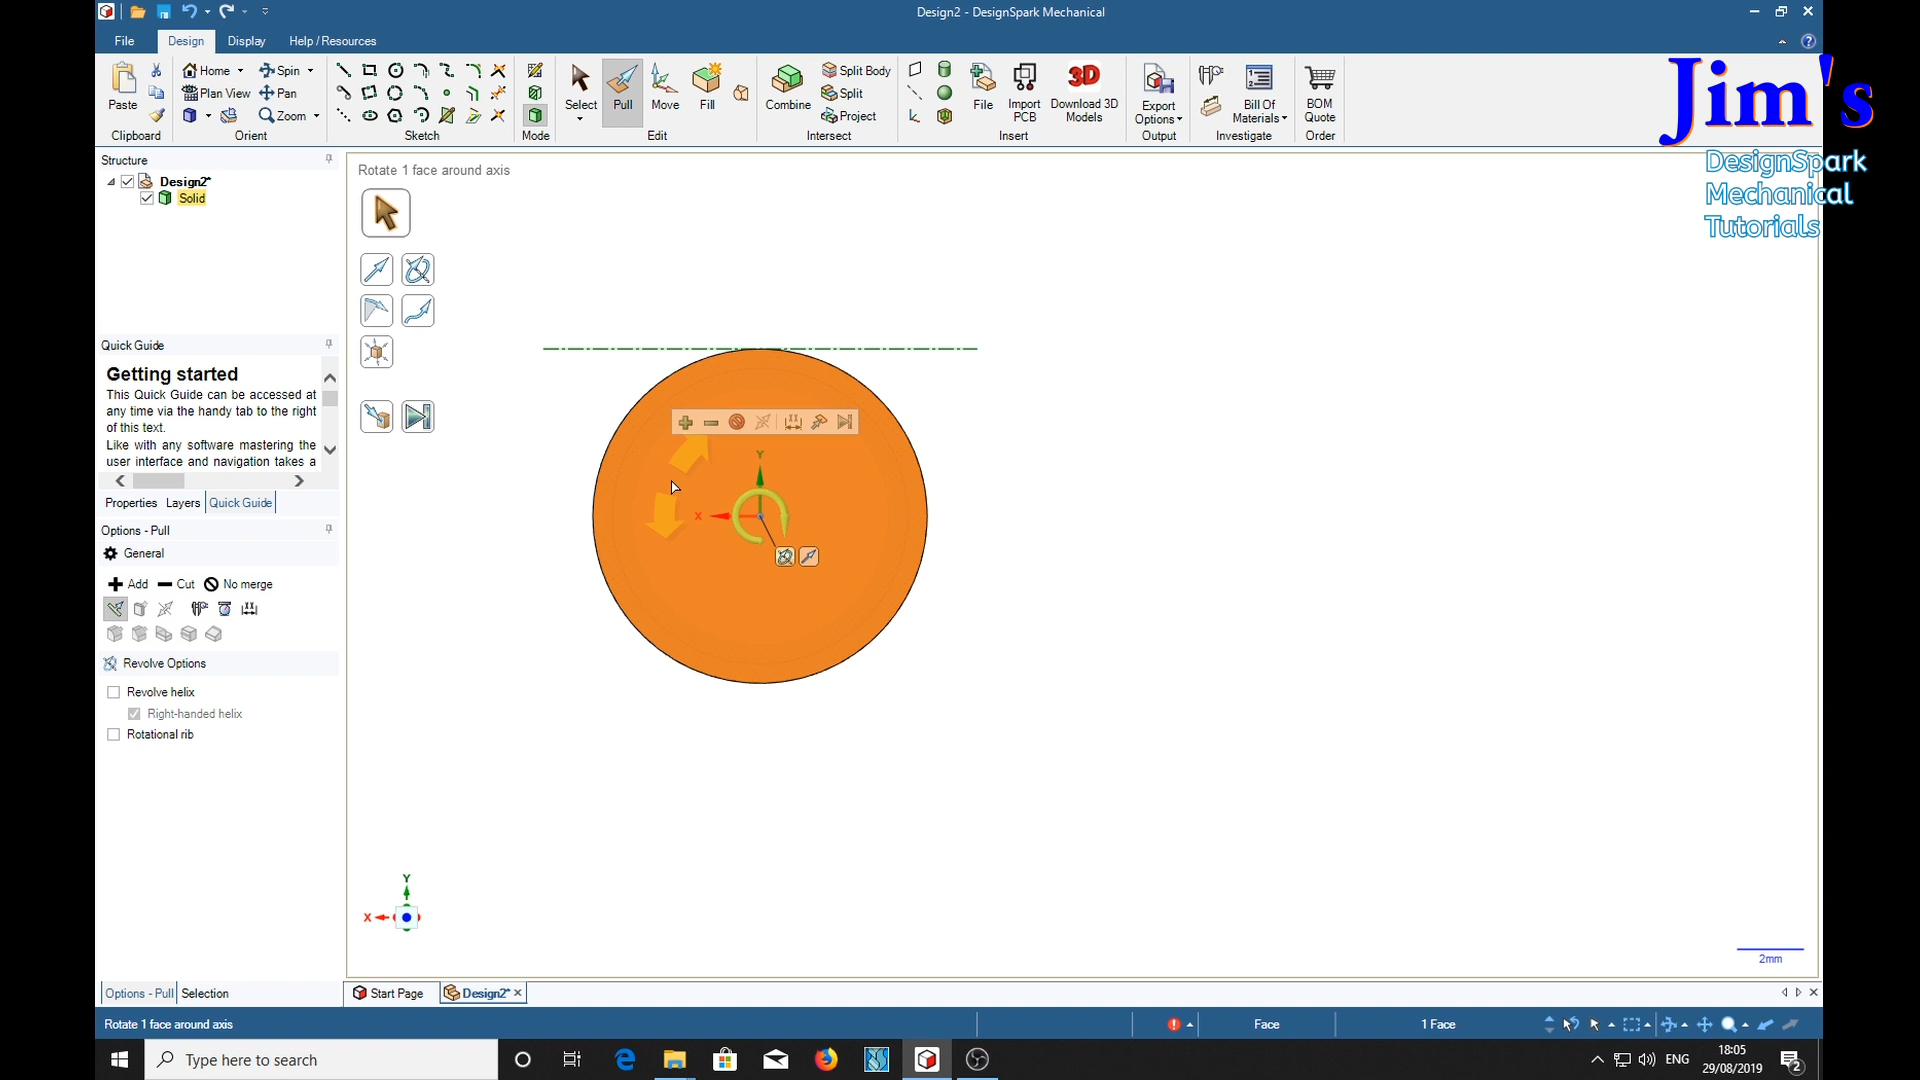 Design2 - DesignSpark Mechanical
File Design Display Help / Resources
Paste
Home
Plan View
Spin
Pan
Zoom
Select
Pull
Move
Fill
Combine
Split Body
Split
Project
File
Import PCB
Download 3D Models
3D
Export Options
Bill Of Materials
BOM Quote
Clipboard Orient Sketch Mode Edit Intersect Insert Output Investigate Order
Jim's
DesignSpark
Mechanical
Tutorials
Structure
Design2*
Solid
Rotate 1 face around axis
Quick Guide
Getting started
This Quick Guide can be accessed at
any time via the handy tab to the right
of this text.
Like with any software mastering the
user interface and navigation takes a
Properties Layers Quick Guide
Options - Pull
General
Add Cut No merge
Revolve Options
Revolve helix
Right-handed helix
Rotational rib
Y
X
Y
X
2mm
Options - Pull Selection
Start Page Design2*
Rotate 1 face around axis Face 1 Face
Type here to search
ENG
18:05
29/08/2019
2